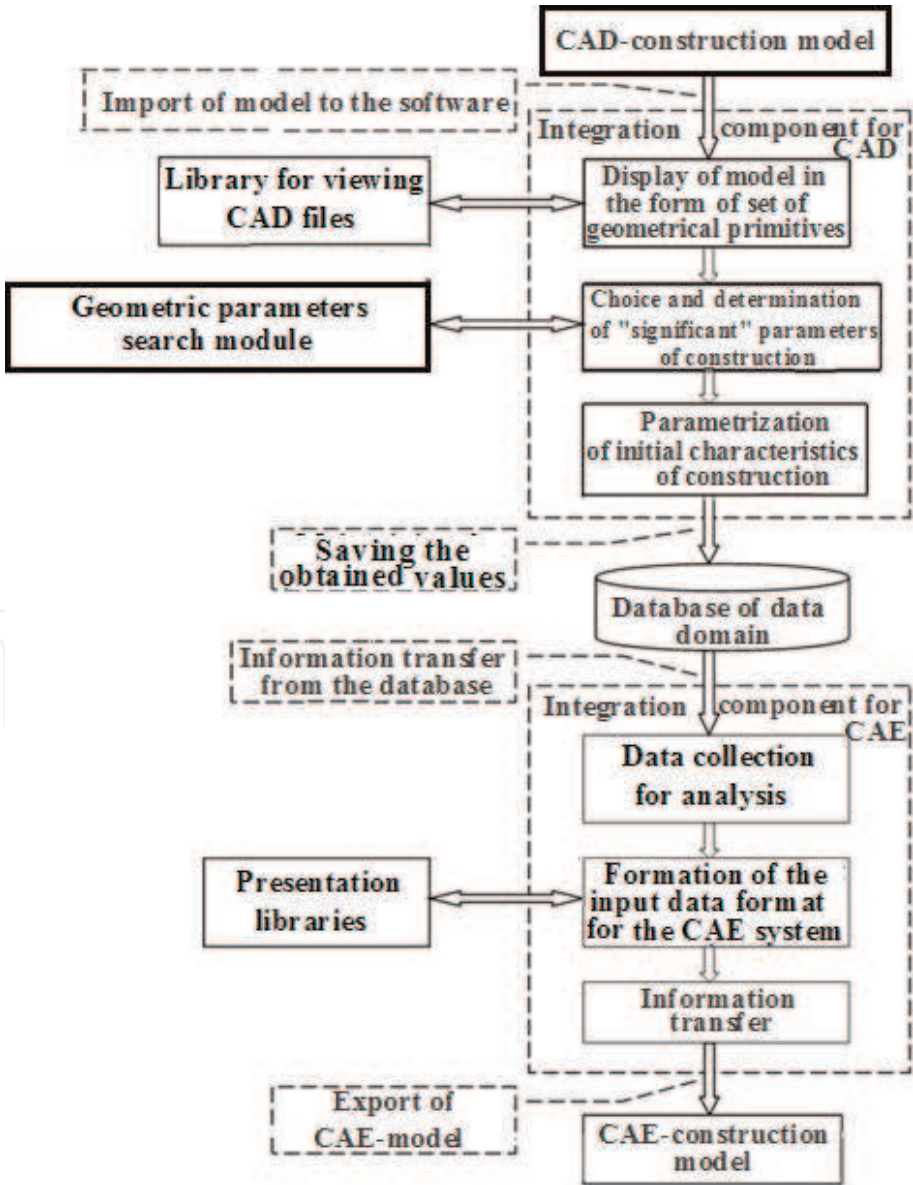 CAD-construction model
Import of model to the software
Integration component for
CAD
Library for viewing
CAD files
Display of model in
the form of set of
geometrical primitives
Geometric parameters
search module
Choice and determination
of "significant" parameters
of construction
Parametrization
of initial characteristics
of construction
Saving the
obtained values
Database of data
domain
Information transfer
from the database
Integration component for
CAE
Data collection
for analysis
Presentation
libraries
Formation of the
input data format
for the CAE system
Information
transfer
Export of
CAE-model
CAE-construction
model